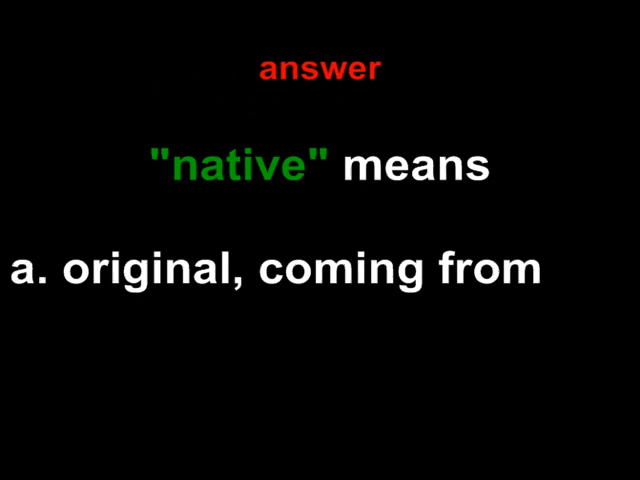 answer
"native" means
a. original, coming from